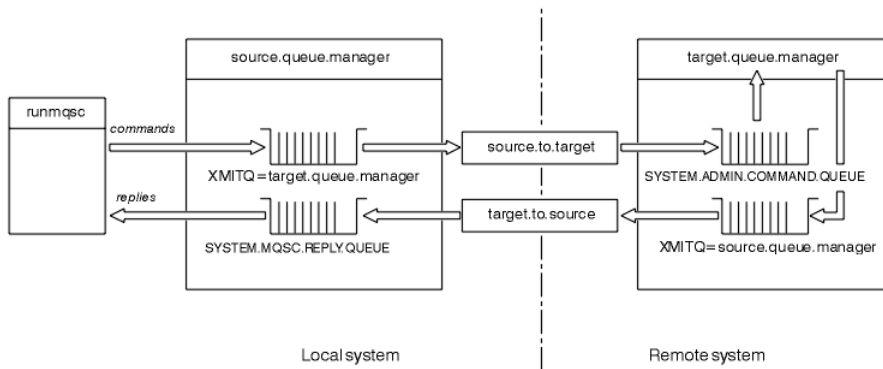 source.queue.manager
target.queue.manager
runmqsc
commands
source.to.target
XMITQ=target.queue.manager
SYSTEM.ADMIN.COMMAND.QUEUE
replies
target.to.source
SYSTEM.MQSC.REPLY.QUEUE
XMITQ=source.queue.manager
Local system
Remote system